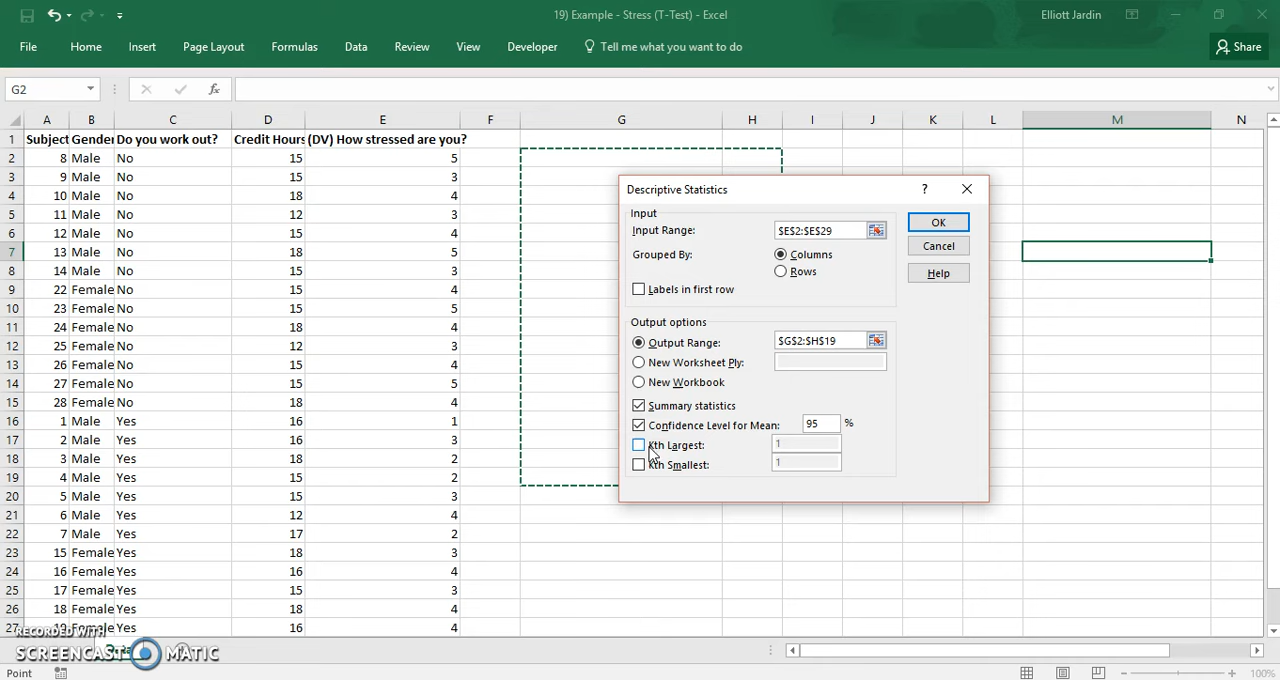 19) Example - Stress (T-Test) - Excel
Elliott Jardin
File Home Insert Page Layout Formulas Data Review View Developer Tell me what you want to do Share
G2 fx
A B C D E F G H I J K L M N
1 Subject Gender Do you work out? Credit Hours (DV) How stressed are you?
2 8 Male No 15 5
3 9 Male No 15 3
4 10 Male No 18 4
5 11 Male No 12 3
6 12 Male No 15 4
7 13 Male No 18 5
8 14 Male No 15 3
9 22 Female No 15 4
10 23 Female No 15 5
11 24 Female No 18 4
12 25 Female No 12 3
13 26 Female No 15 4
14 27 Female No 15 5
15 28 Female No 18 4
16 1 Male Yes 16 1
17 2 Male Yes 16 3
18 3 Male Yes 18 2
19 4 Male Yes 15 2
20 5 Male Yes 15 3
21 6 Male Yes 12 4
22 7 Male Yes 17 2
23 15 Female Yes 18 3
24 16 Female Yes 16 4
25 17 Female Yes 15 3
26 18 Female Yes 18 4
27 19 Female Yes 16 4
Descriptive Statistics ?
Input
Input Range: $E$2:$E$29 OK
Grouped By: Columns Cancel
Rows Help
Labels in first row
Output options
Output Range: $G$2:$H$19
New Worksheet Ply:
New Workbook
Summary statistics
Confidence Level for Mean: 95 %
Kth Largest: 1
Kth Smallest: 1
RECORDED WITH
SCREENCAST MATIC
Point 100%